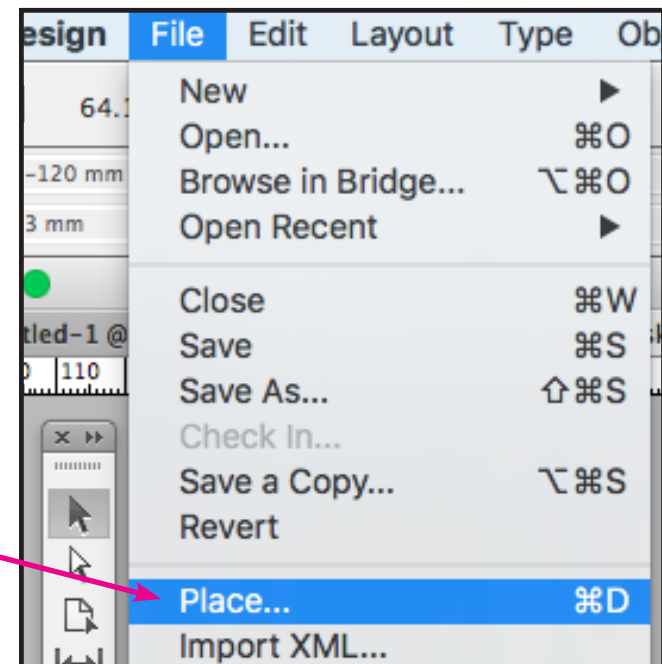 esign File Edit Layout Type Ob
64.1
-120 mm
3 mm
tled-1 @
110
New ▶
Open... ⌘O
Browse in Bridge... ⌥⌘O
Open Recent ▶
Close ⌘W
Save ⌘S
Save As... ⇧⌘S
Check In...
Save a Copy... ⌥⌘S
Revert
Place... ⌘D
Import XML...